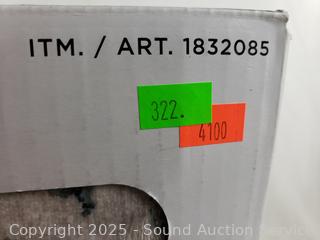 ITM. / ART. 1832085
322.
4100
Copyright 2025 - Sound Auction Service